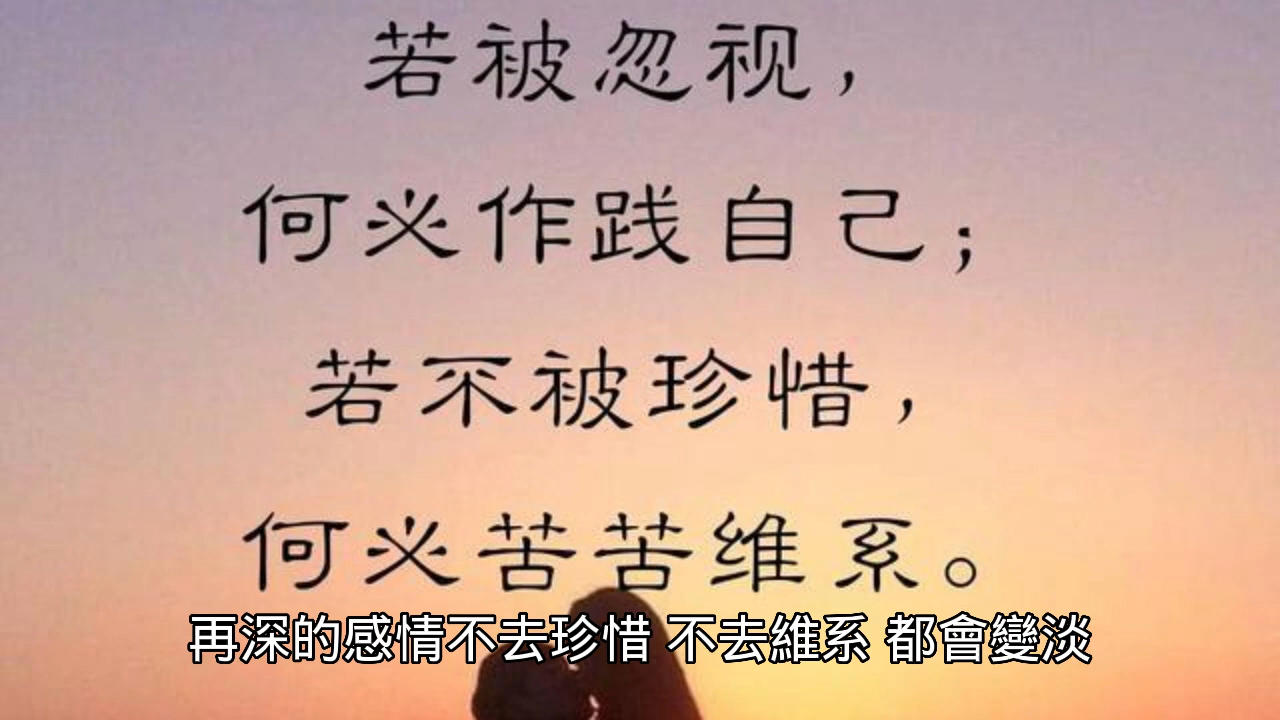 若被忽视，
何必作践自己；
若不被珍惜，
何必苦苦维系。
再深的感情不去珍惜 不去維系 都會變淡